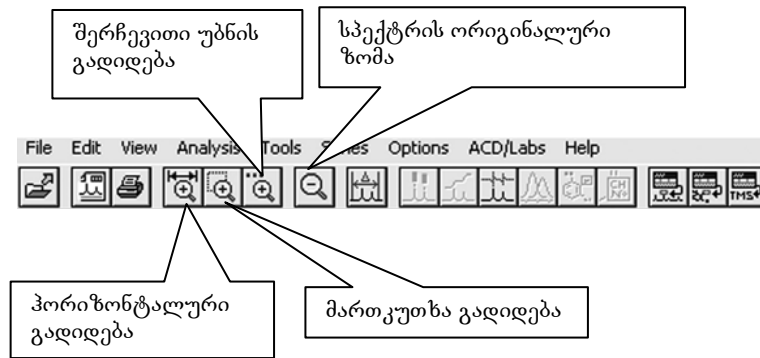 შერჩევითი უბნის
გადიდება
სპექტრის ორიგინალური
ზომა
File Edit View Analysis Tools Options ACD/Labs Help
TMS
ჰორიზონტალური
გადიდება
მართკუთხა გადიდება